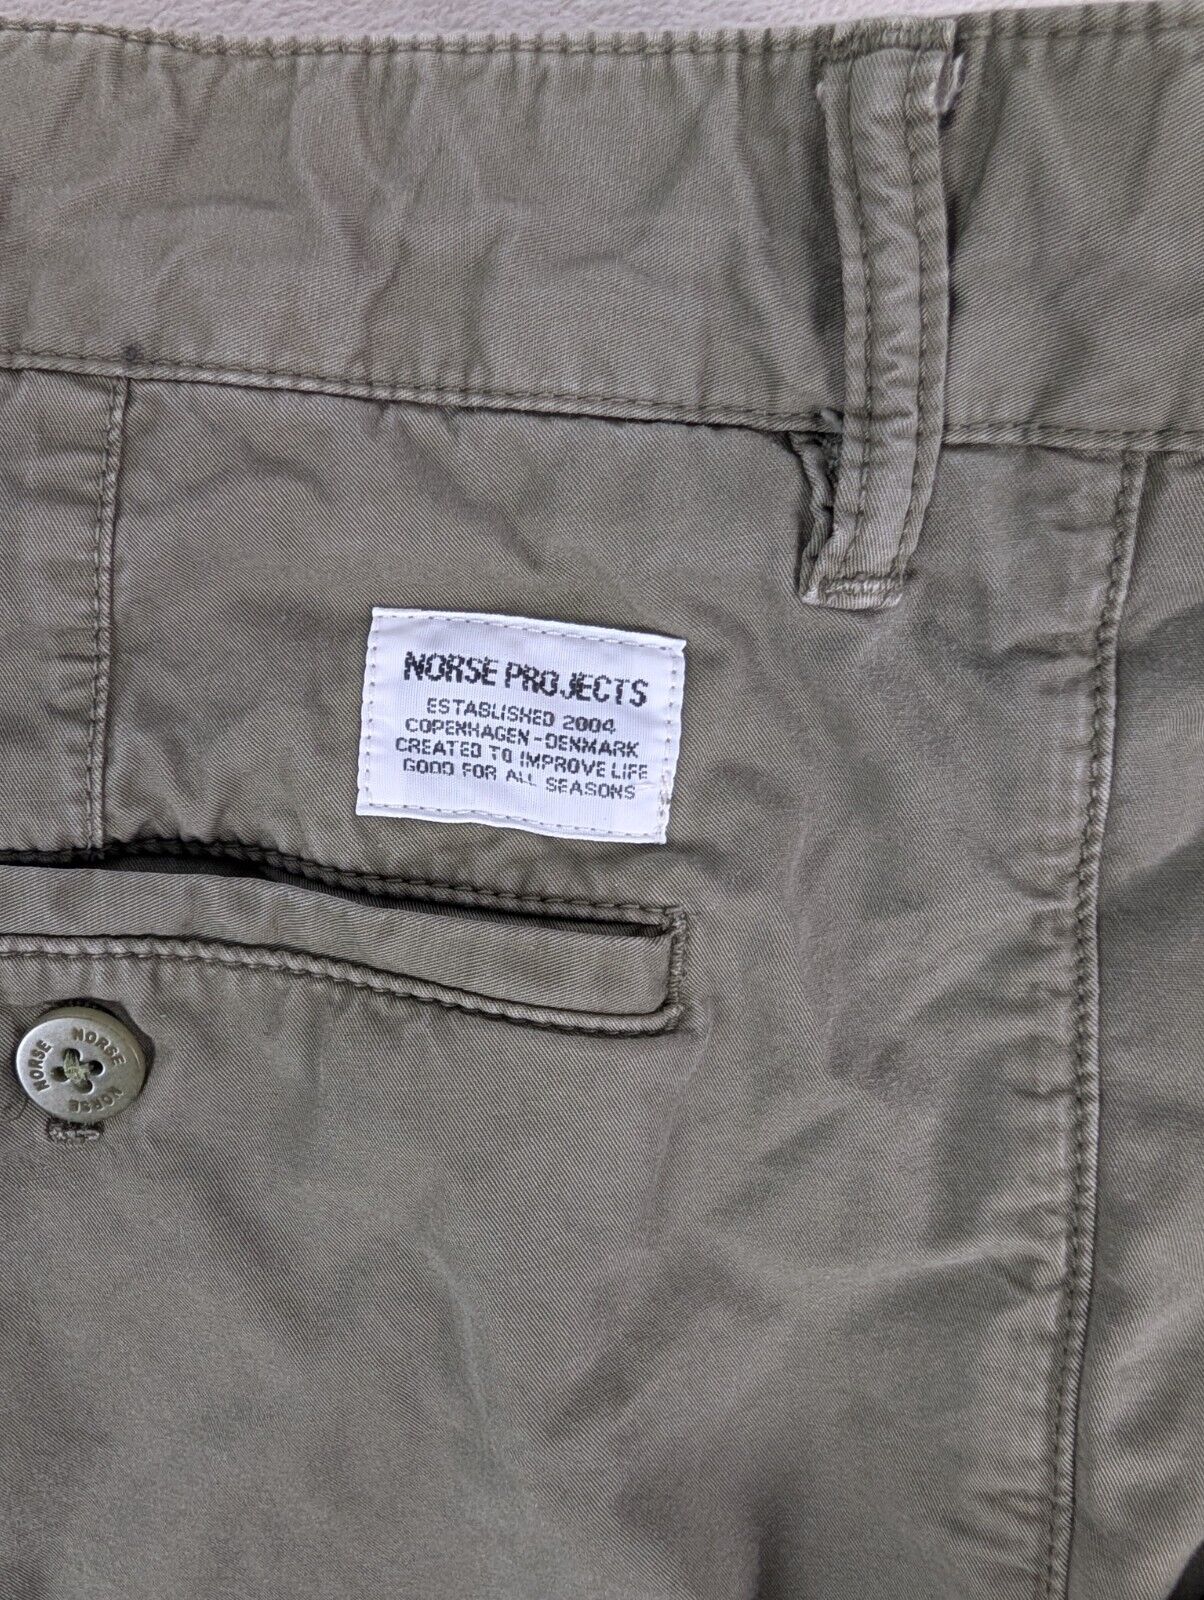 NORSE PROJECTS
ESTABLISHED 2004
COPENHAGEN-DENMARK
CREATED TO IMPROVE LIFE
GOOD FOR ALL SEASONS
NORSE NORSE NORSE